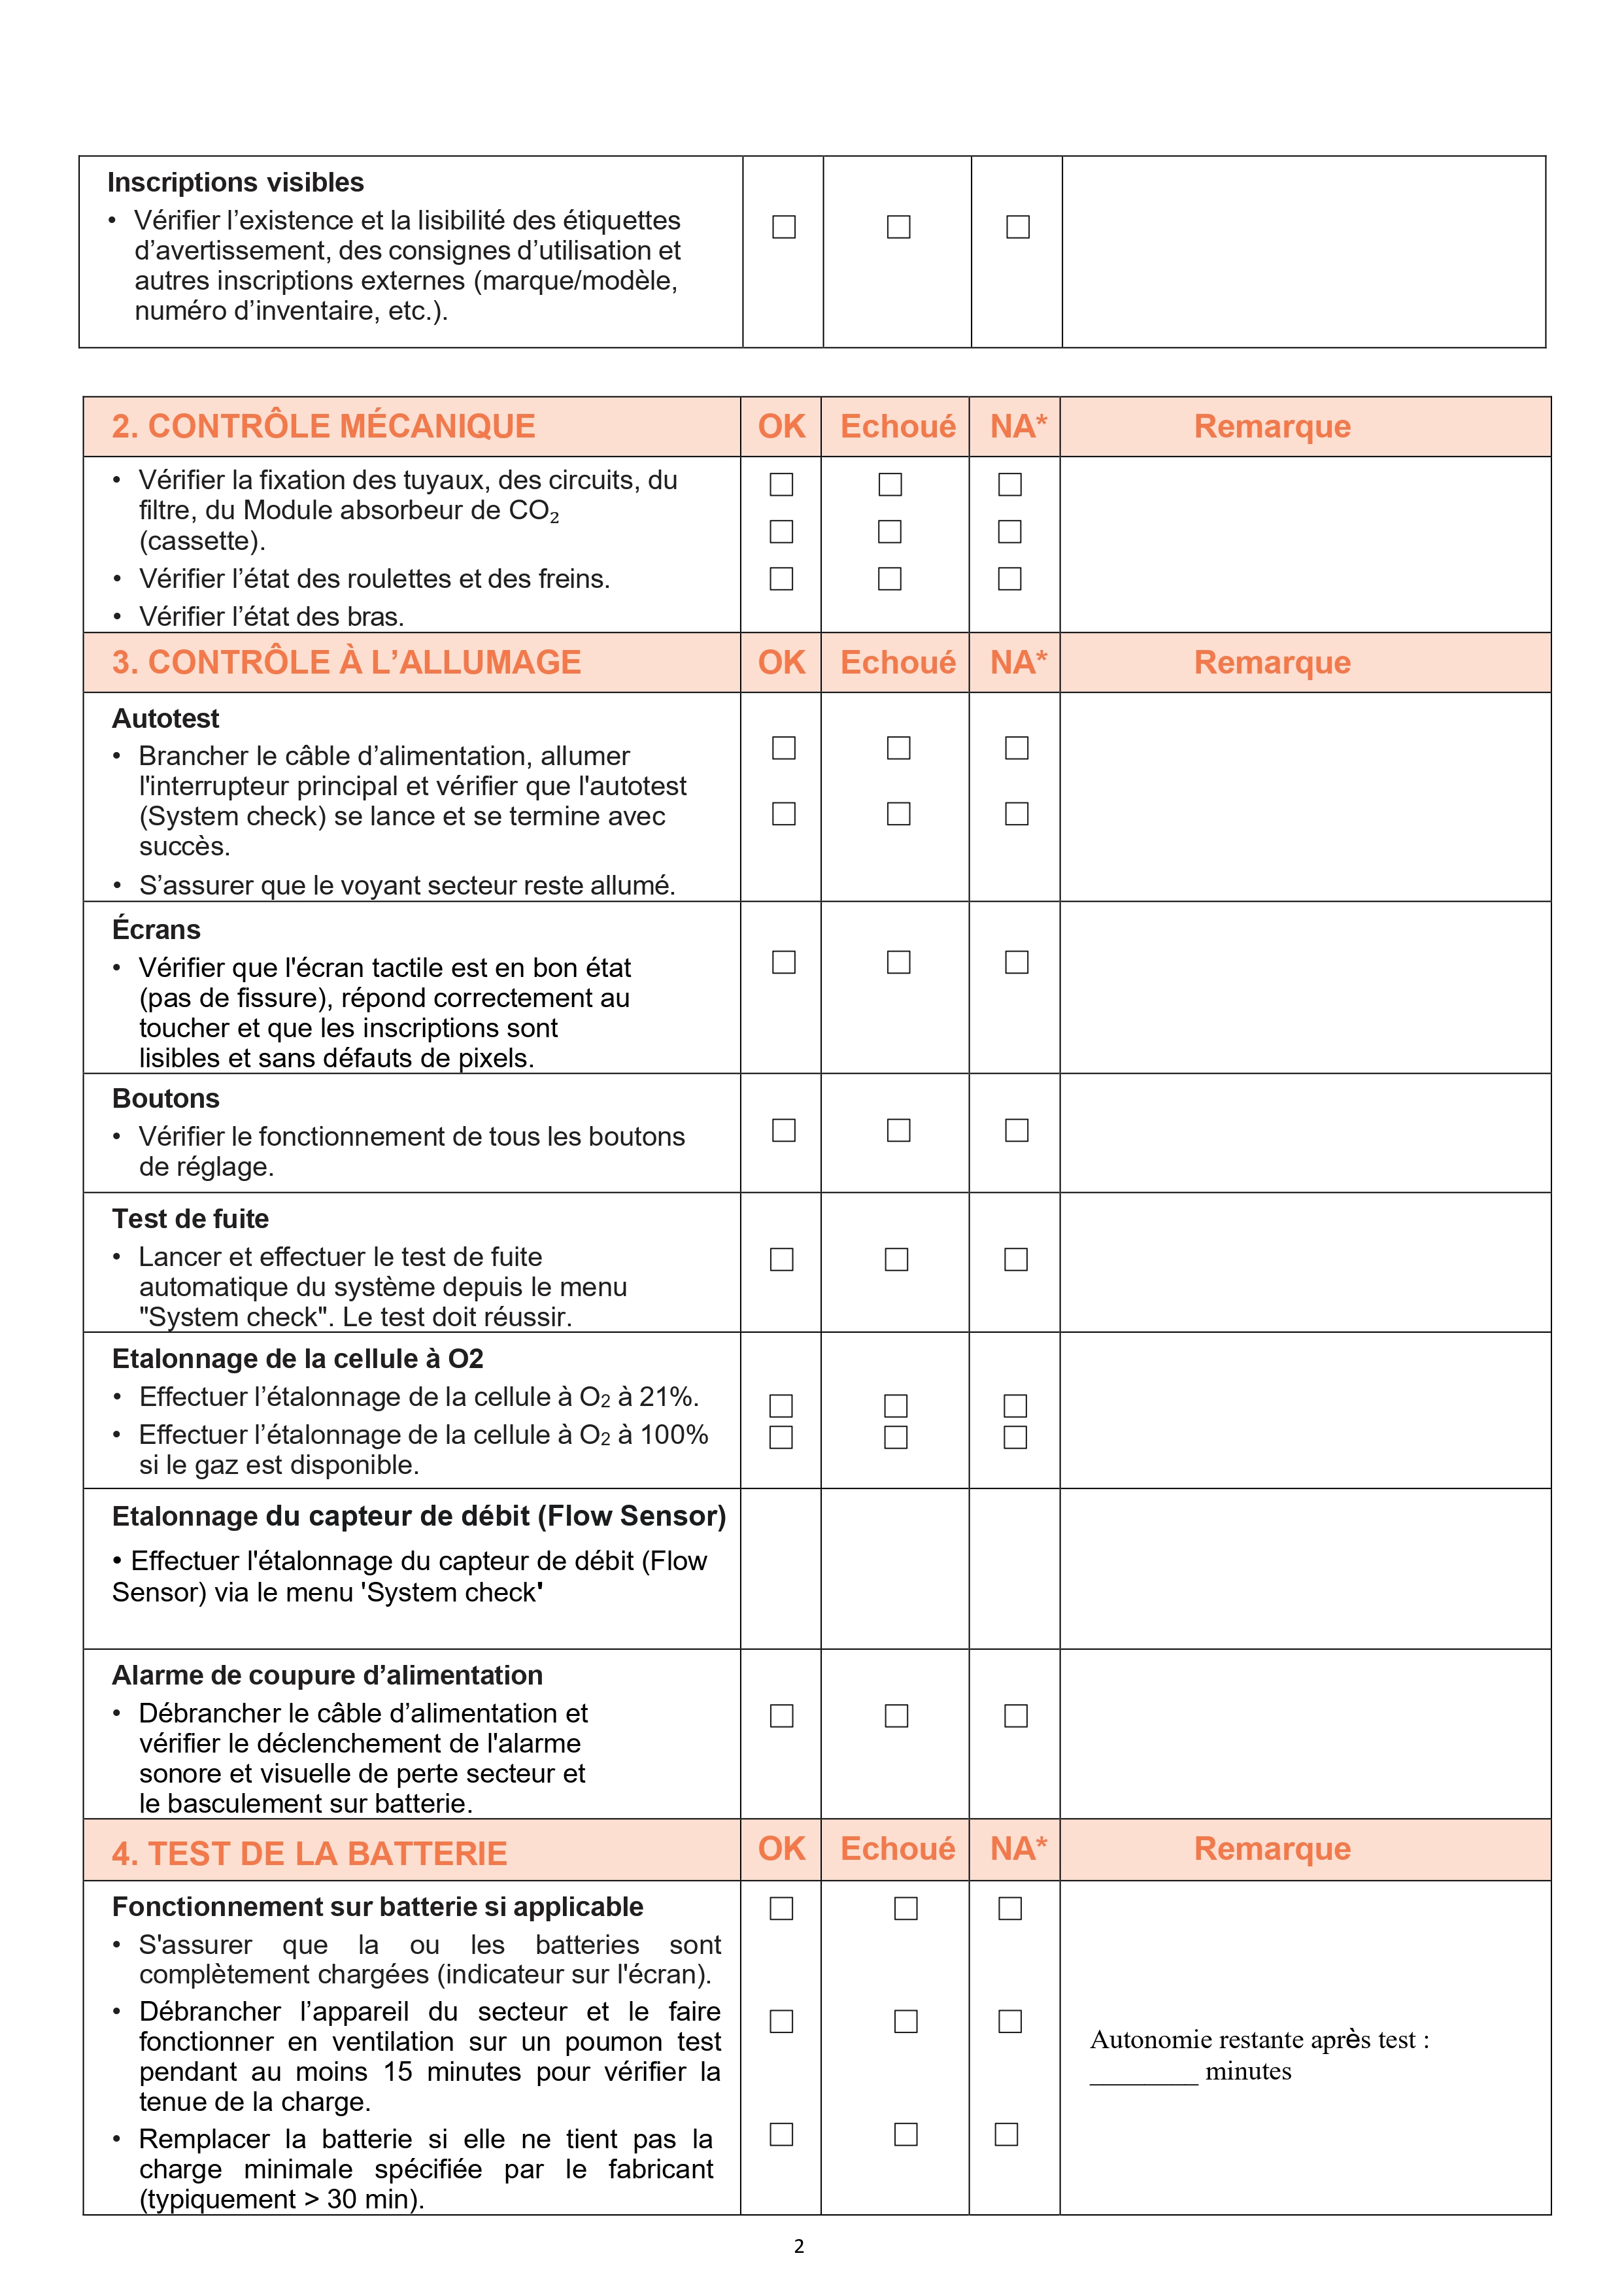 Inscriptions visibles
• Vérifier l’existence et la lisibilité des étiquettes
d’avertissement, des consignes d’utilisation et
autres inscriptions externes (marque/modèle,
numéro d’inventaire, etc.).
☐ ☐ ☐
2. CONTRÔLE MÉCANIQUE OK Echoué NA* Remarque
• Vérifier la fixation des tuyaux, des circuits, du
filtre, du Module absorbeur de CO₂
(cassette).
• Vérifier l’état des roulettes et des freins.
• Vérifier l’état des bras.
☐ ☐ ☐
☐ ☐ ☐
☐ ☐ ☐
3. CONTRÔLE À L’ALLUMAGE OK Echoué NA* Remarque
Autotest
• Brancher le câble d’alimentation, allumer
l'interrupteur principal et vérifier que l'autotest
(System check) se lance et se termine avec
succès.
• S’assurer que le voyant secteur reste allumé.
☐ ☐ ☐
☐ ☐ ☐
Écrans
• Vérifier que l'écran tactile est en bon état
(pas de fissure), répond correctement au
toucher et que les inscriptions sont
lisibles et sans défauts de pixels.
☐ ☐ ☐
Boutons
• Vérifier le fonctionnement de tous les boutons
de réglage.
☐ ☐ ☐
Test de fuite
• Lancer et effectuer le test de fuite
automatique du système depuis le menu
"System check". Le test doit réussir.
☐ ☐ ☐
Etalonnage de la cellule à O2
• Effectuer l’étalonnage de la cellule à O₂ à 21%.
• Effectuer l’étalonnage de la cellule à O₂ à 100%
si le gaz est disponible.
☐ ☐ ☐
☐ ☐ ☐
Etalonnage du capteur de débit (Flow Sensor)
• Effectuer l'étalonnage du capteur de débit (Flow
Sensor) via le menu 'System check'
Alarme de coupure d’alimentation
• Débrancher le câble d’alimentation et
vérifier le déclenchement de l'alarme
sonore et visuelle de perte secteur et
le basculement sur batterie.
☐ ☐ ☐
4. TEST DE LA BATTERIE OK Echoué NA* Remarque
Fonctionnement sur batterie si applicable
• S'assurer que la ou les batteries sont
complètement chargées (indicateur sur l'écran).
• Débrancher l’appareil du secteur et le faire
fonctionner en ventilation sur un poumon test
pendant au moins 15 minutes pour vérifier la
tenue de la charge.
• Remplacer la batterie si elle ne tient pas la
charge minimale spécifiée par le fabricant
(typiquement > 30 min).
☐ ☐ ☐
☐ ☐ ☐
☐ ☐ ☐
Autonomie restante après test :
________ minutes
2